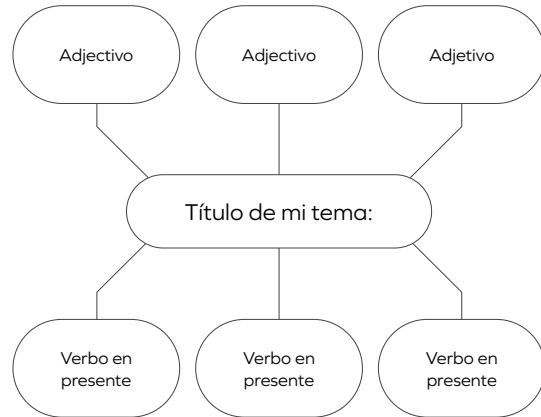 Adjectivo
Adjectivo
Adjetivo
Título de mi tema:
Verbo en
presente
Verbo en
presente
Verbo en
presente